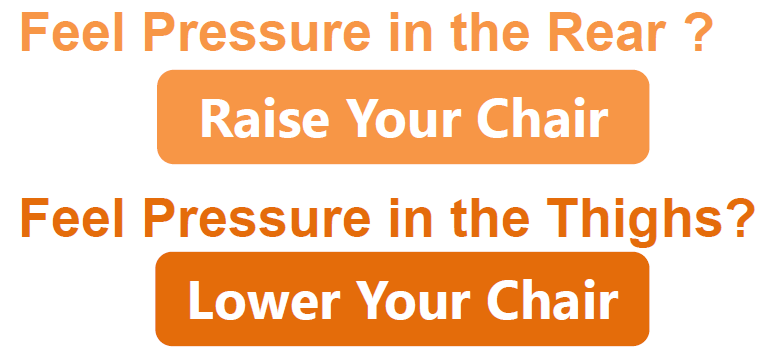 Feel Pressure in the Rear ?
Raise Your Chair
Feel Pressure in the Thighs?
Lower Your Chair